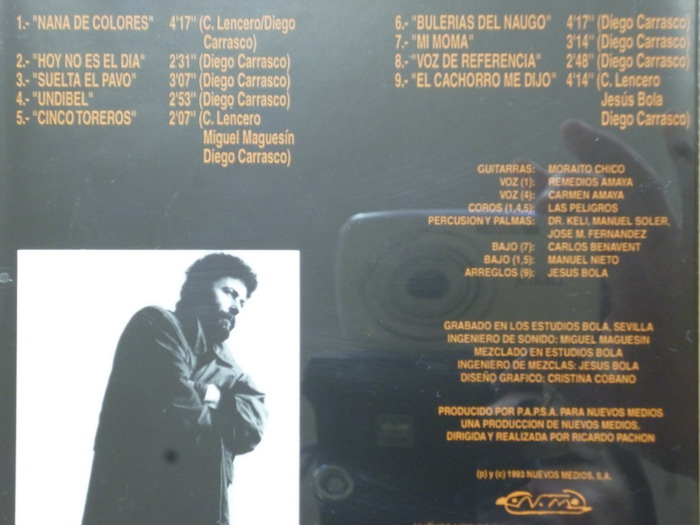 1.- "NANA DE COLORES" 4'17" (C. Lencero/Diego
Carrasco)
2.- "HOY NO ES EL DIA" 2'31" (Diego Carrasco)
3.- "SUELTA EL PAVO" 3'07" (Diego Carrasco)
4.- "UNDIBEL" 2'53" (Diego Carrasco)
5.- "CINCO TOREROS" 2'07" (C. Lencero
Miguel Maguesín
Diego Carrasco)
6.- "BULERIAS DEL NAUGO" 4'17" (Diego Carrasco)
7.- "MI MOMA" 3'14" (Diego Carrasco)
8.- "VOZ DE REFERENCIA" 2'48" (Diego Carrasco)
9.- "EL CACHORRO ME DIJO" 4'14" (C. Lencero
Jesús Bola
Diego Carrasco)
GUITARRAS: MORAITO CHICO
VOZ (1): REMEDIOS AMAYA
VOZ (4): CARMEN AMAYA
COROS (1,4,5): LAS PELIGROS
PERCUSION Y PALMAS: DR. KELI, MANUEL SOLER,
JOSE M. FERNANDEZ
BAJO (7): CARLOS BENAVENT
BAJO (1,5): MANUEL NIETO
ARREGLOS (9): JESUS BOLA
GRABADO EN LOS ESTUDIOS BOLA, SEVILLA
INGENIERO DE SONIDO: MIGUEL MAGUESIN
MEZCLADO EN ESTUDIOS BOLA
INGENIERO DE MEZCLAS: JESUS BOLA
DISEÑO GRAFICO: CRISTINA COBANO
PRODUCIDO POR P.A.P.S.A. PARA NUEVOS MEDIOS
UNA PRODUCCION DE NUEVOS MEDIOS,
DIRIGIDA Y REALIZADA POR RICARDO PACHON
(p) y (c) 1993 NUEVOS MEDIOS, S.A.